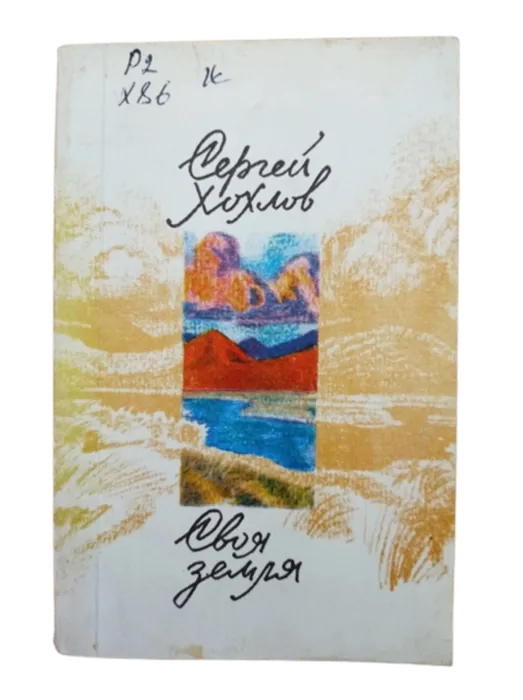 Р2 К
Х86
Сергей
Хохлов
Своя
земля